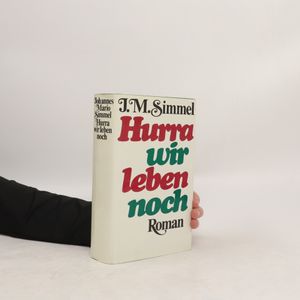 Johannes
Mario
Simmel
Hurra
wir leben
noch
J.M.Simmel
Hurra
wir
leben
noch
Roman